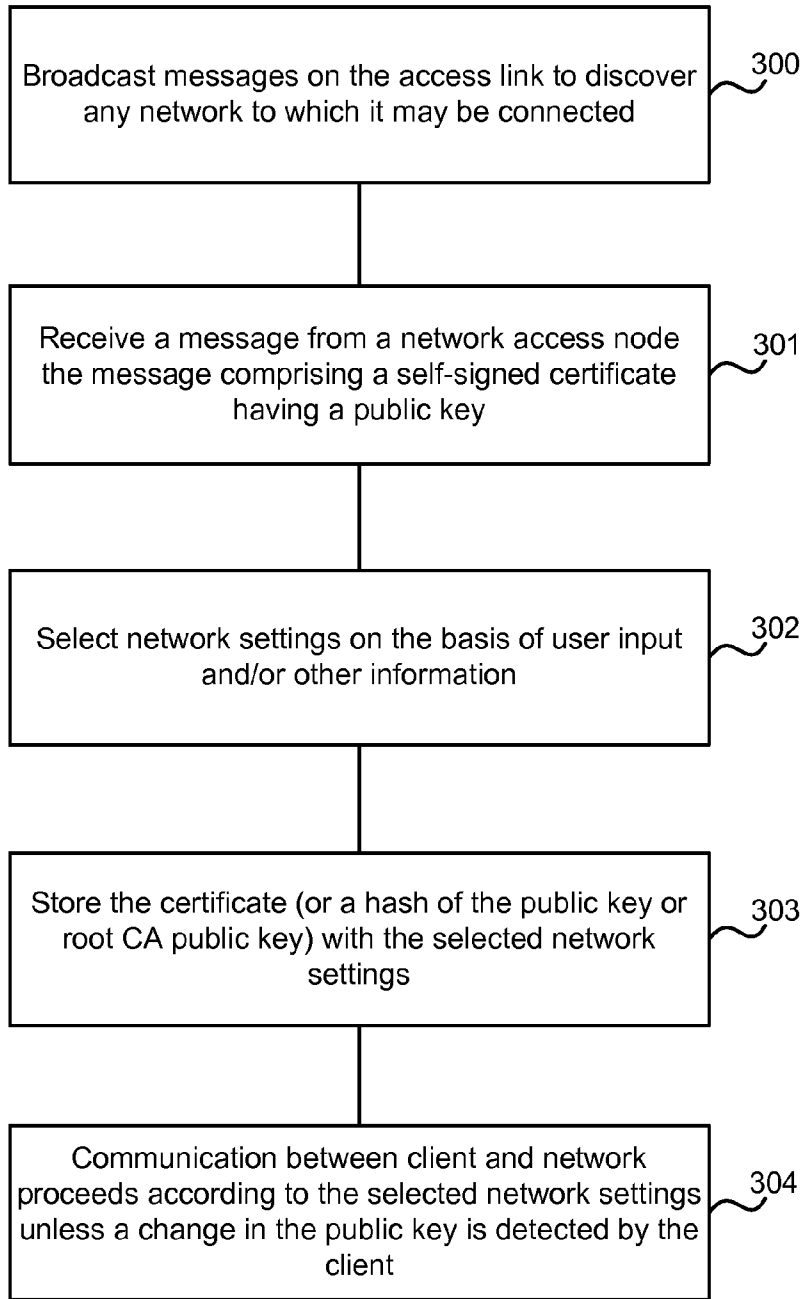 Broadcast messages on the access link to discover
any network to which it may be connected
300
Receive a message from a network access node
the message comprising a self-signed certificate
having a public key
301
Select network settings on the basis of user input
and/or other information
302
Store the certificate (or a hash of the public key or
root CA public key) with the selected network
settings
303
Communication between client and network
proceeds according to the selected network settings
unless a change in the public key is detected by the
client
304